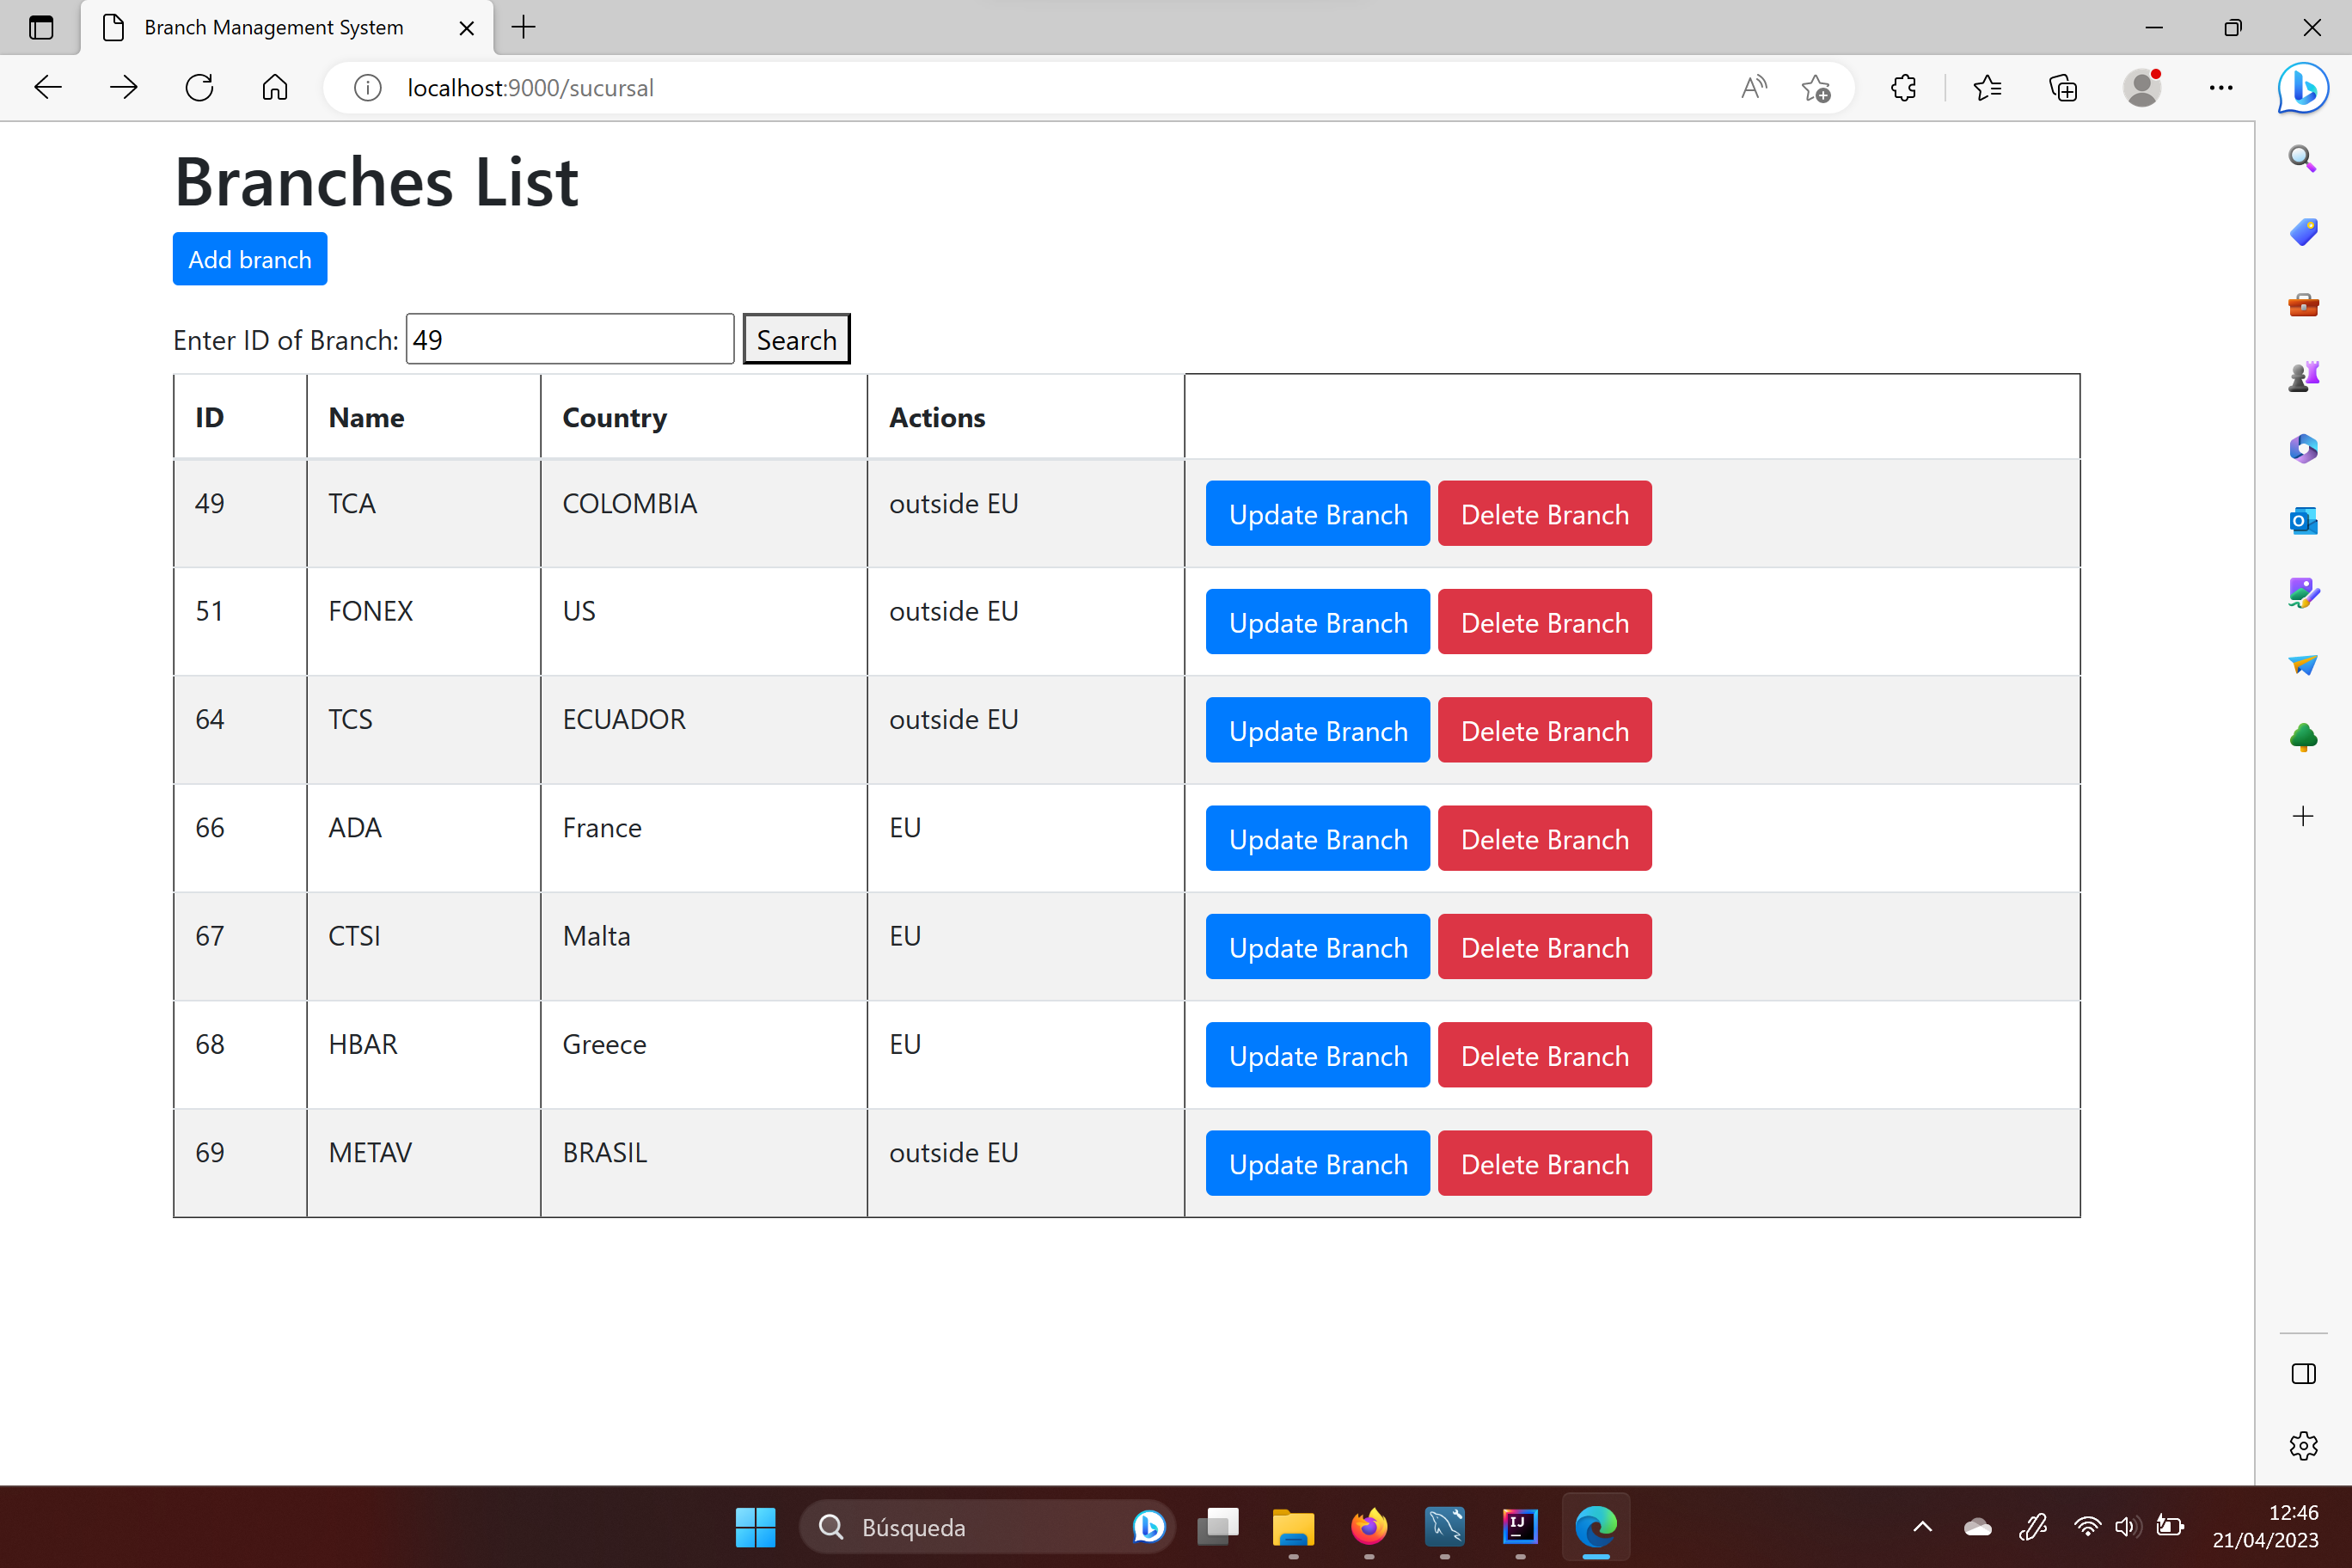 Branch Management System
localhost:9000/sucursal
Branches List
Add branch
Enter ID of Branch: 49 Search
ID Name Country Actions
49 TCA COLOMBIA outside EU Update Branch Delete Branch
51 FONEX US outside EU Update Branch Delete Branch
64 TCS ECUADOR outside EU Update Branch Delete Branch
66 ADA France EU Update Branch Delete Branch
67 CTSI Malta EU Update Branch Delete Branch
68 HBAR Greece EU Update Branch Delete Branch
69 METAV BRASIL outside EU Update Branch Delete Branch
Búsqueda
12:46
21/04/2023